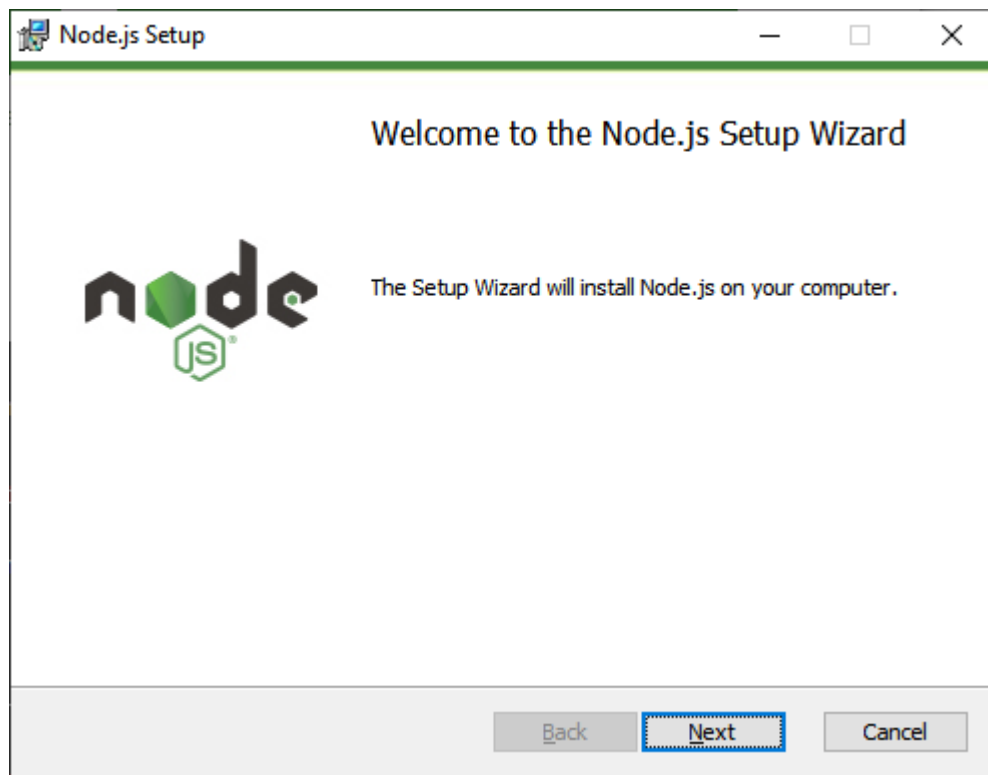 Node.js Setup
Welcome to the Node.js Setup Wizard
node
JS®
The Setup Wizard will install Node.js on your computer.
Back Next Cancel